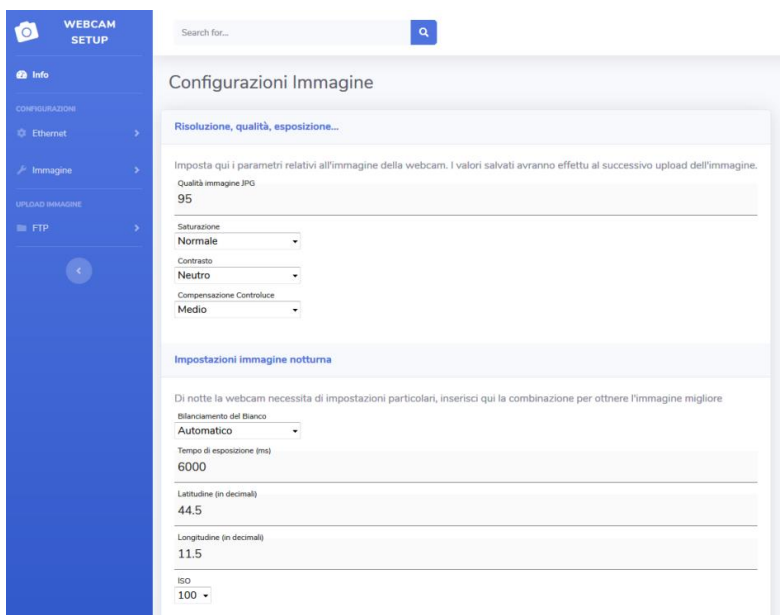 WEBCAM
SETUP
Search for...
Info
CONFIGURAZIONI
Ethernet
Immagine
UPLOAD IMMAGINE
FTP
Configurazioni Immagine
Risoluzione, qualità, esposizione...
Imposta qui i parametri relativi all'immagine della webcam. I valori salvati avranno effettu al successivo upload dell'immagine.
Qualità immagine JPG
95
Saturazione
Normale
Contrasto
Neutro
Compensazione Controluce
Medio
Impostazioni immagine notturna
Di notte la webcam necessita di impostazioni particolari, inserisci qui la combinazione per ottnere l'immagine migliore
Bilanciamento del Bianco
Automatico
Tempo di esposizione (ms)
6000
Latitudine (in decimali)
44.5
Longitudine (in decimali)
11.5
ISO
100